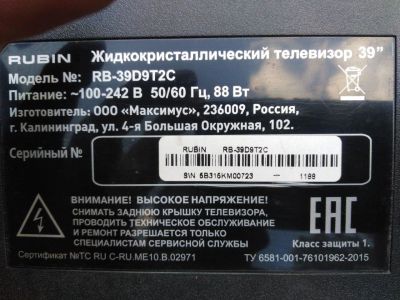 RUBIN Жидкокристаллический телевизор 39”
Модель №: RB-39D9T2C
Питание: ~100-242 В 50/60 Гц, 88 Вт
Изготовитель: ООО «Максимус», 236009, Россия,
г. Калининград, ул. 4-я Большая Окружная, 102.
Серийный №
RUBIN RB-39D9T2C
S\N 5B316KM00723 — 1188
ВНИМАНИЕ! ВЫСОКОЕ НАПРЯЖЕНИЕ!
СНИМАТЬ ЗАДНЮЮ КРЫШКУ ТЕЛЕВИЗОРА,
ПРОВОДИТЬ ТЕХНИЧЕСКОЕ ОБСЛУЖИВАНИЕ
И РЕМОНТ РАЗРЕШАЕТСЯ ТОЛЬКО
СПЕЦИАЛИСТАМ СЕРВИСНОЙ СЛУЖБЫ!
EAC
Класс защиты 1.
Сертификат №ТС RU C-RU.ME10.B.02971 ТУ 6581-001-76101962-2015